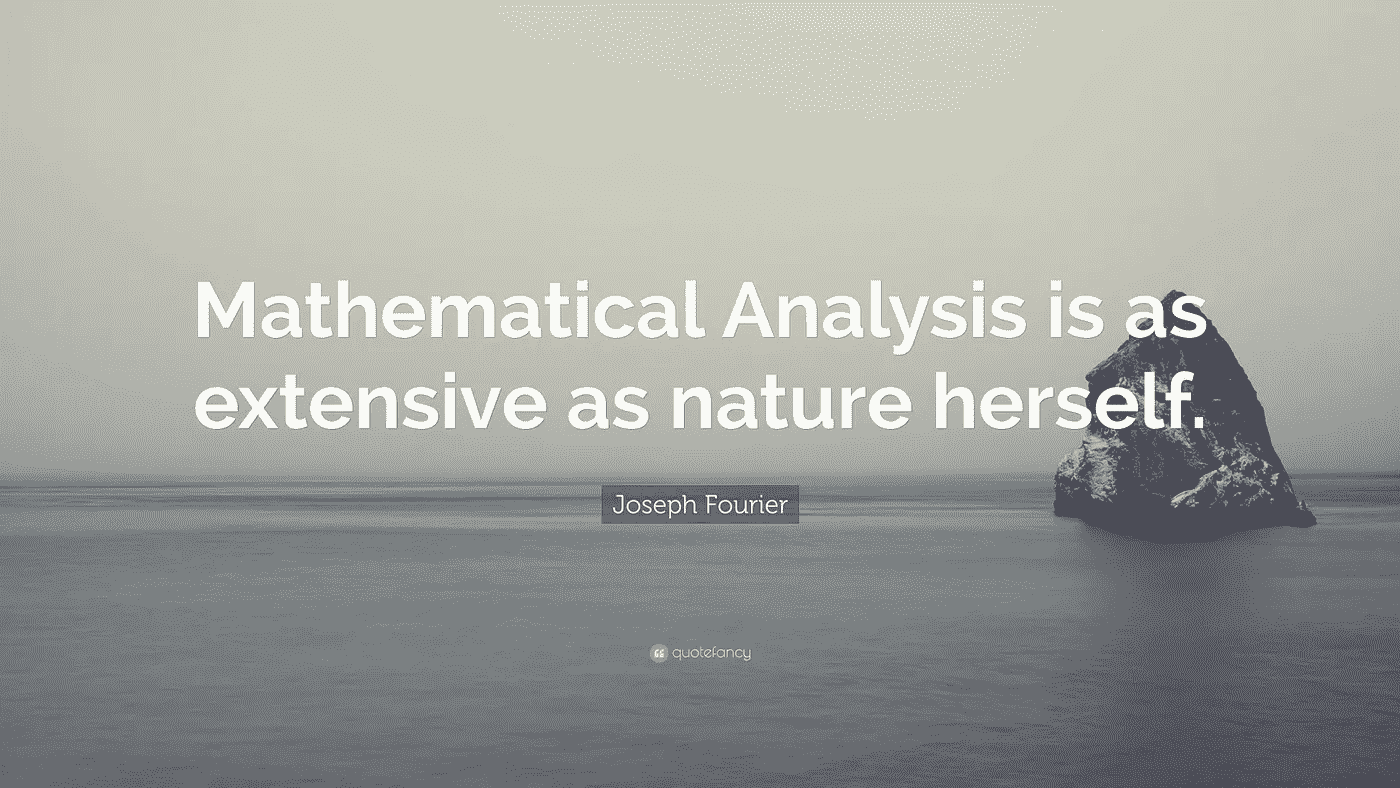 Mathematical Analysis is as
extensive as nature herself.
Joseph Fourier
quotefancy